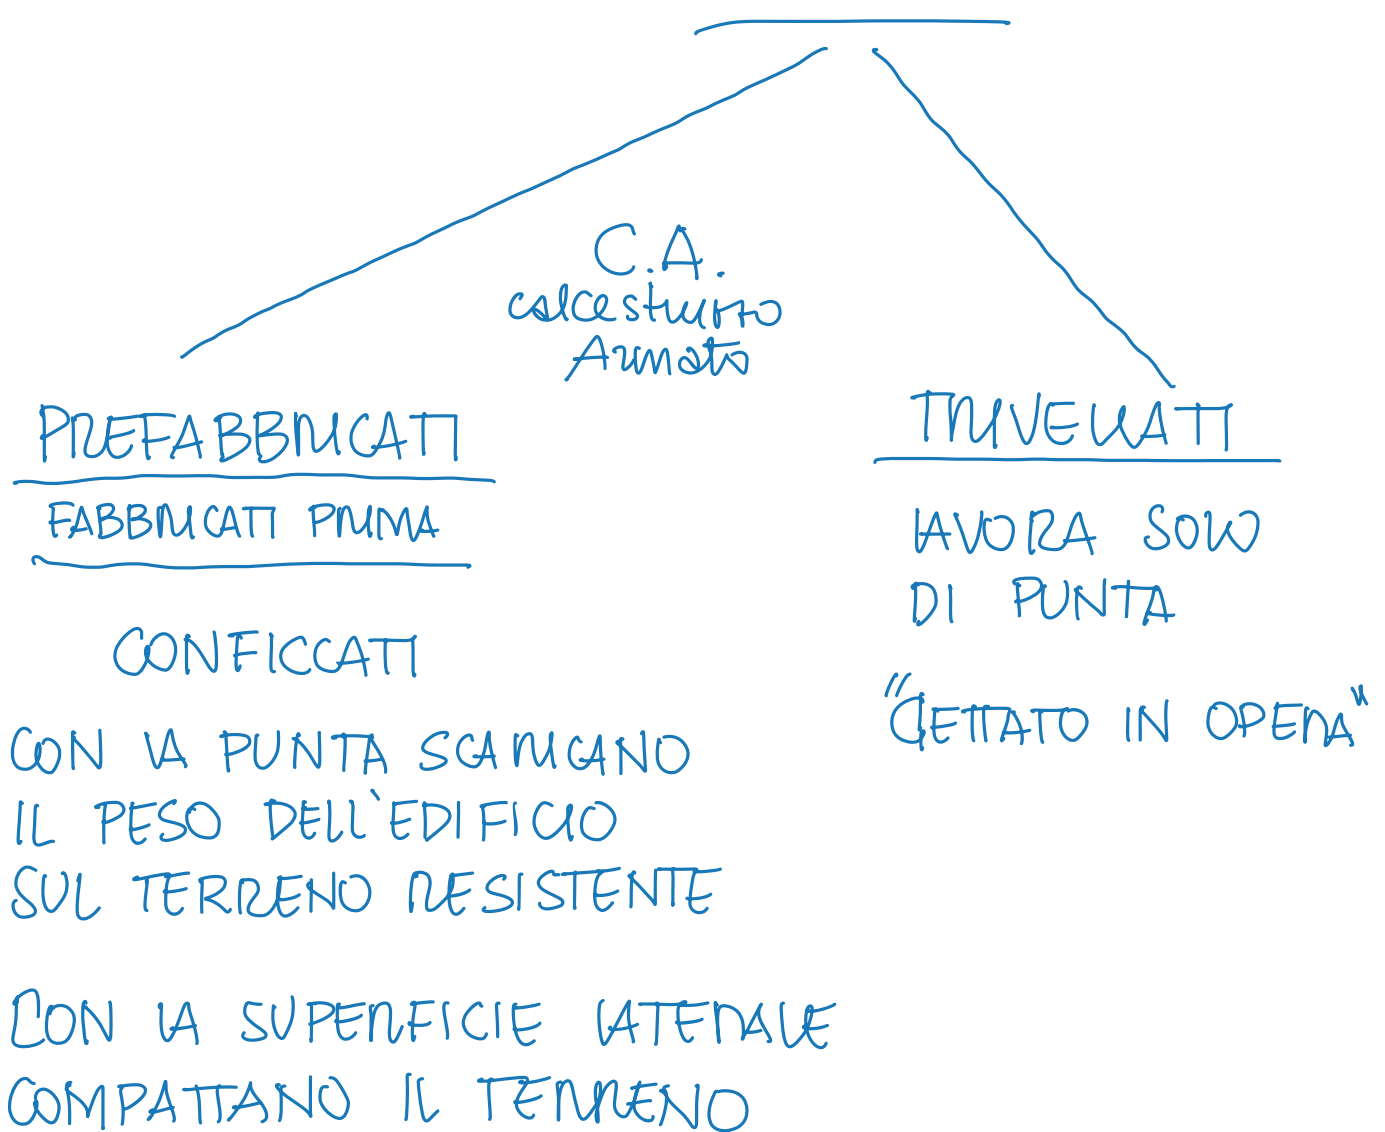 C.A.
calcestruzzo
Armato
PREFABBRICATI
FABBRICATI PRIMA
CONFICCATI
CON LA PUNTA SCARICANO
IL PESO DELL'EDIFICIO
SUL TERRENO RESISTENTE
CON LA SUPERFICIE LATERALE
COMPATTANO IL TERRENO
TRIVELLATI
LAVORA SOLO
DI PUNTA
"GETTATO IN OPERA"